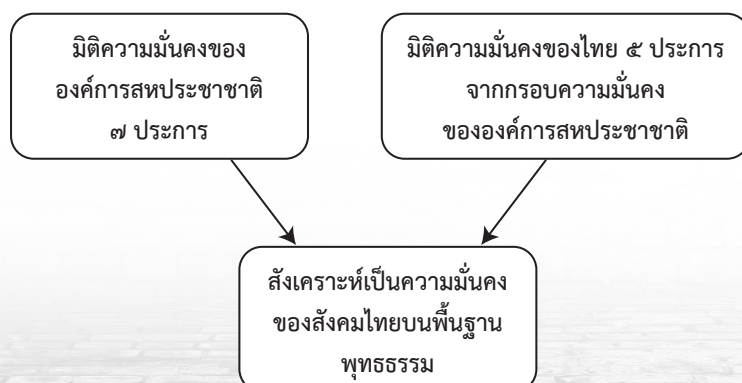 มิติความมั่นคงของ
องค์การสหประชาชาติ
๗ ประการ
มิติความมั่นคงของไทย ๕ ประการ
จากกรอบความมั่นคง
ขององค์การสหประชาชาติ
สังเคราะห์เป็นความมั่นคง
ของสังคมไทยบนพื้นฐาน
พุทธธรรม